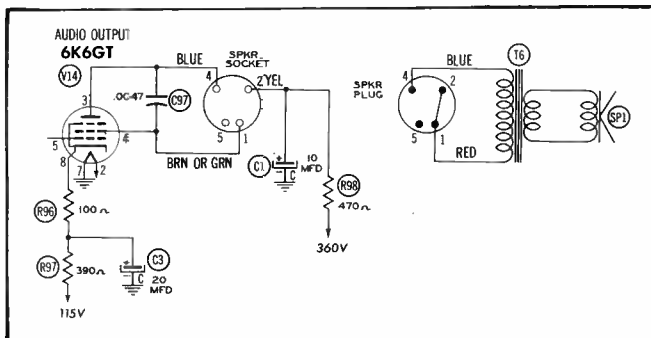 AUDIO OUTPUT
6K6GT
V14
3
5
4
8
7
2
.0047
C97
BLUE
SPKR
SOCKET
4
2
YEL
5
1
BRN OR GRN
C1
10
MFD
C
R98
470Ω
360V
R96
100Ω
R97
390Ω
C3
C
20
MFD
115V
BLUE
SPKR
PLUG
4
2
5
1
RED
T6
SP1